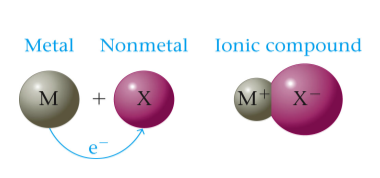 Metal Nonmetal Ionic compound
M + X M⁺ X⁻
e⁻